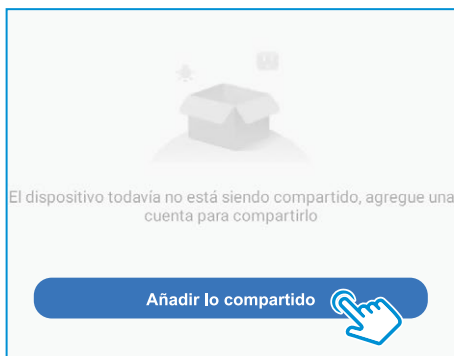 El dispositivo todavía no está siendo compartido, agregue una
cuenta para compartirlo
Añadir lo compartido